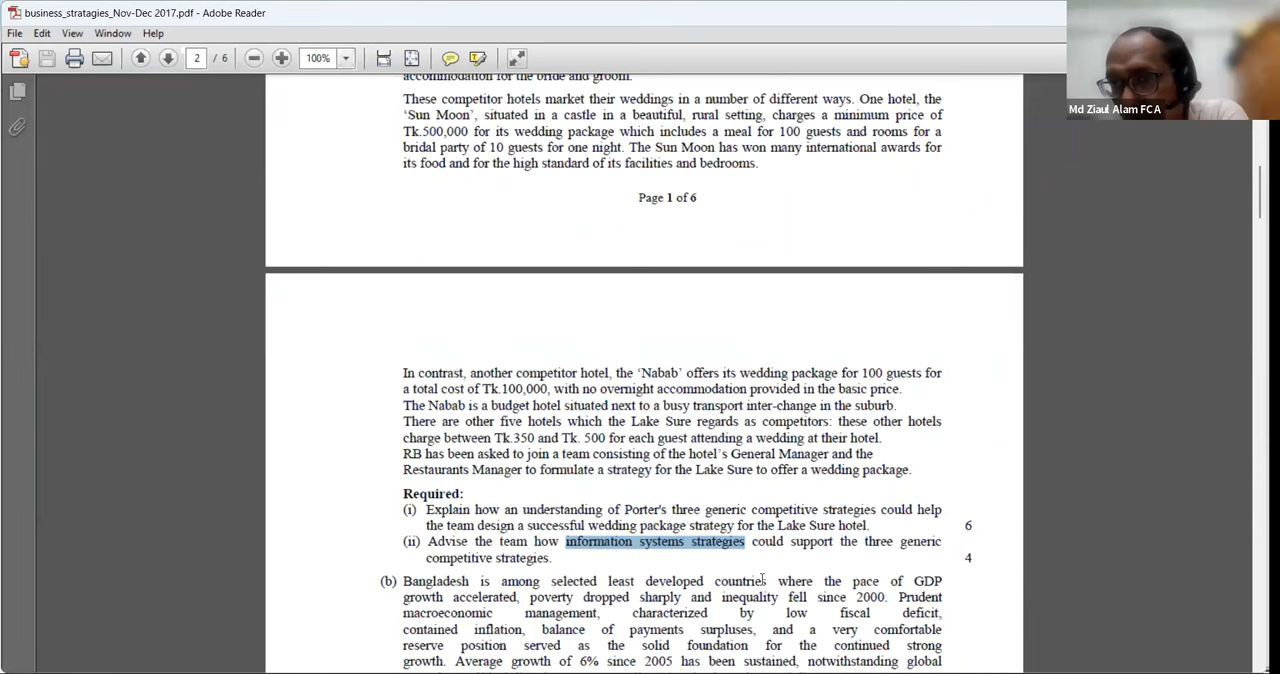 business_stratagies_Nov-Dec 2017.pdf - Adobe Reader
File Edit View Window Help
2 / 6 100%
Md Ziaul Alam FCA
accommodation for the bride and groom.
These competitor hotels market their weddings in a number of different ways. One hotel, the
‘Sun Moon’, situated in a castle in a beautiful, rural setting, charges a minimum price of
Tk.500,000 for its wedding package which includes a meal for 100 guests and rooms for a
bridal party of 10 guests for one night. The Sun Moon has won many international awards for
its food and for the high standard of its facilities and bedrooms.
Page 1 of 6
In contrast, another competitor hotel, the ‘Nabab’ offers its wedding package for 100 guests for
a total cost of Tk.100,000, with no overnight accommodation provided in the basic price.
The Nabab is a budget hotel situated next to a busy transport inter-change in the suburb.
There are other five hotels which the Lake Sure regards as competitors: these other hotels
charge between Tk.350 and Tk. 500 for each guest attending a wedding at their hotel.
RB has been asked to join a team consisting of the hotel's General Manager and the
Restaurants Manager to formulate a strategy for the Lake Sure to offer a wedding package.
Required:
(i) Explain how an understanding of Porter's three generic competitive strategies could help
the team design a successful wedding package strategy for the Lake Sure hotel. 6
(ii) Advise the team how information systems strategies could support the three generic
competitive strategies. 4
(b) Bangladesh is among selected least developed countries where the pace of GDP
growth accelerated, poverty dropped sharply and inequality fell since 2000. Prudent
macroeconomic management, characterized by low fiscal deficit,
contained inflation, balance of payments surpluses, and a very comfortable
reserve position served as the solid foundation for the continued strong
growth. Average growth of 6% since 2005 has been sustained, notwithstanding global